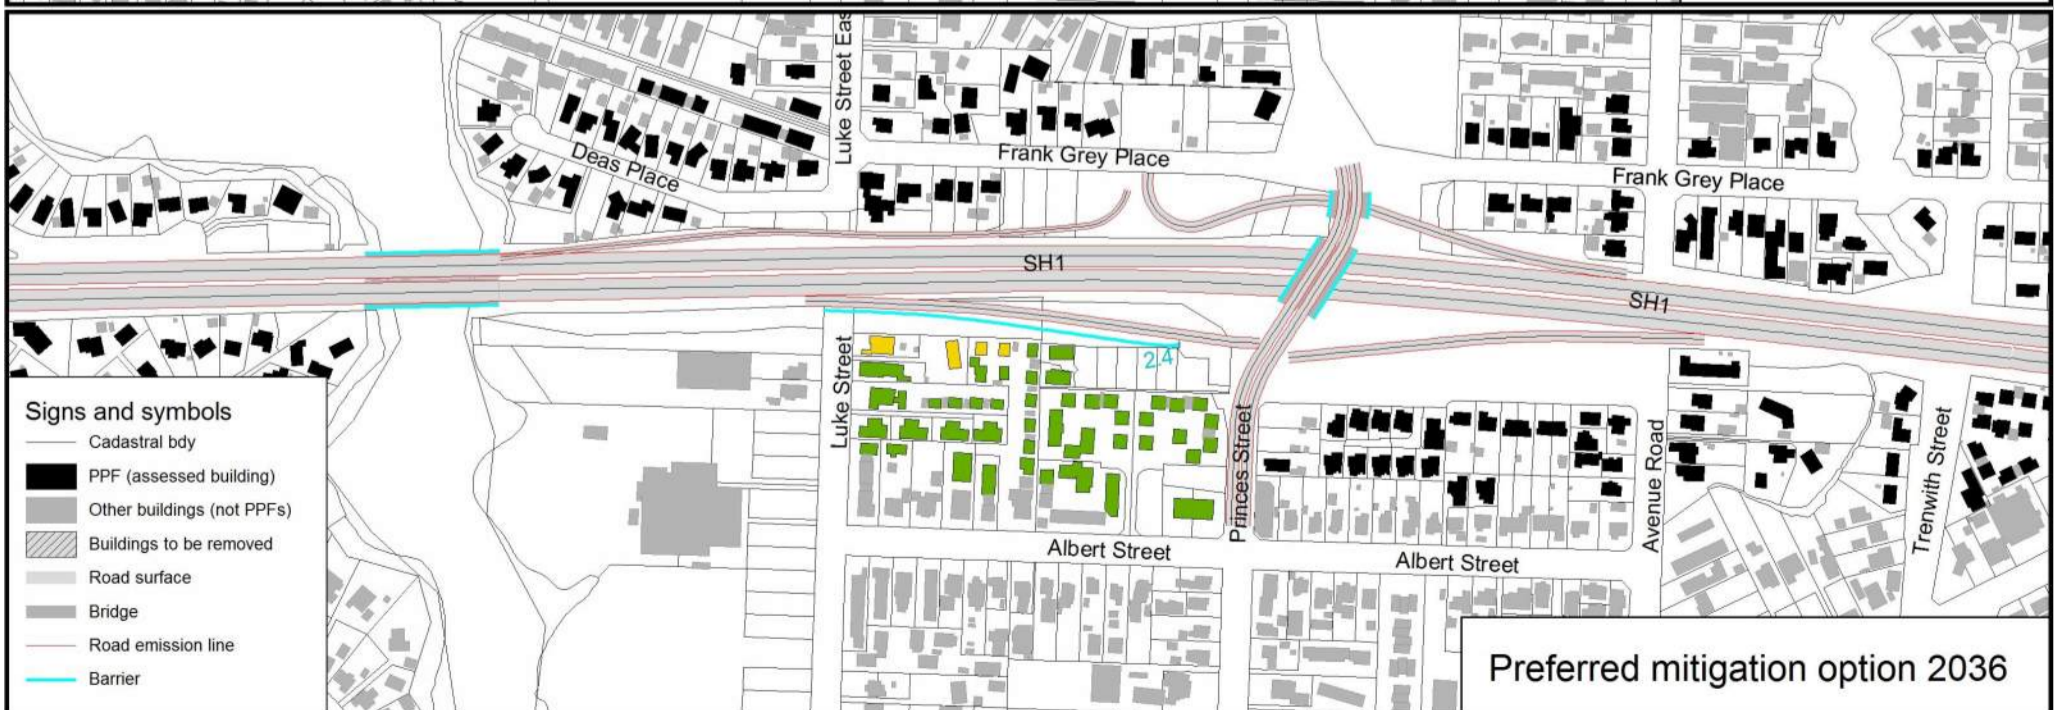 Luke Street Eas
Frank Grey Place
Deas Place
Frank Grey Place
SH1
SH1
2.4
Luke Street
Princes Street
Avenue Road
Trenwith Street
Albert Street
Albert Street
Signs and symbols
Cadastral bdy
PPF (assessed building)
Other buildings (not PPFs)
Buildings to be removed
Road surface
Bridge
Road emission line
Barrier
Preferred mitigation option 2036